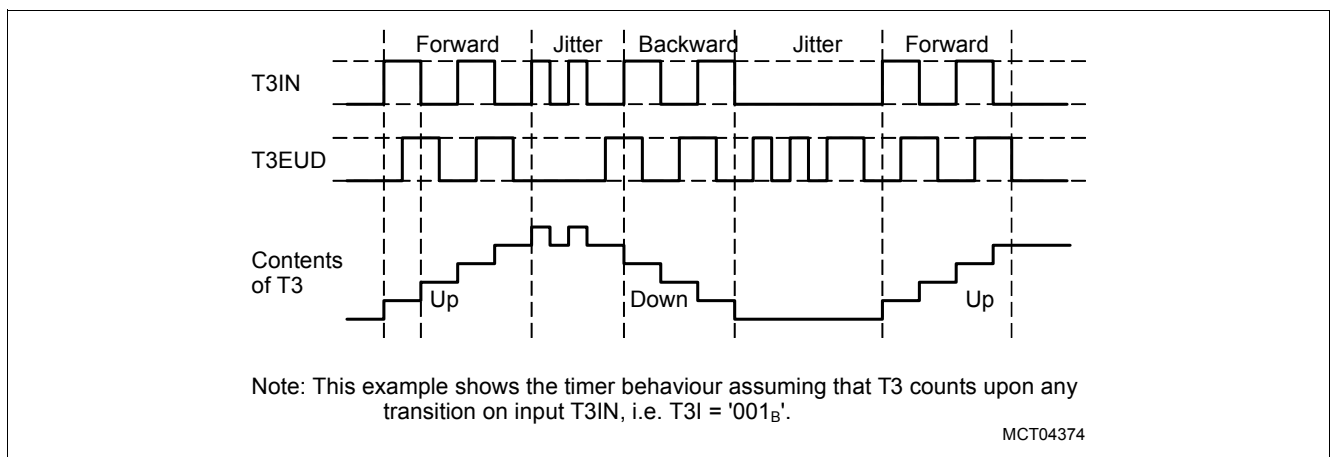 Forward Jitter Backward Jitter Forward
T3IN
T3EUD
Contents
of T3
Up Down Up
Note: This example shows the timer behaviour assuming that T3 counts upon any
transition on input T3IN, i.e. T3I = '001B'.
MCT04374